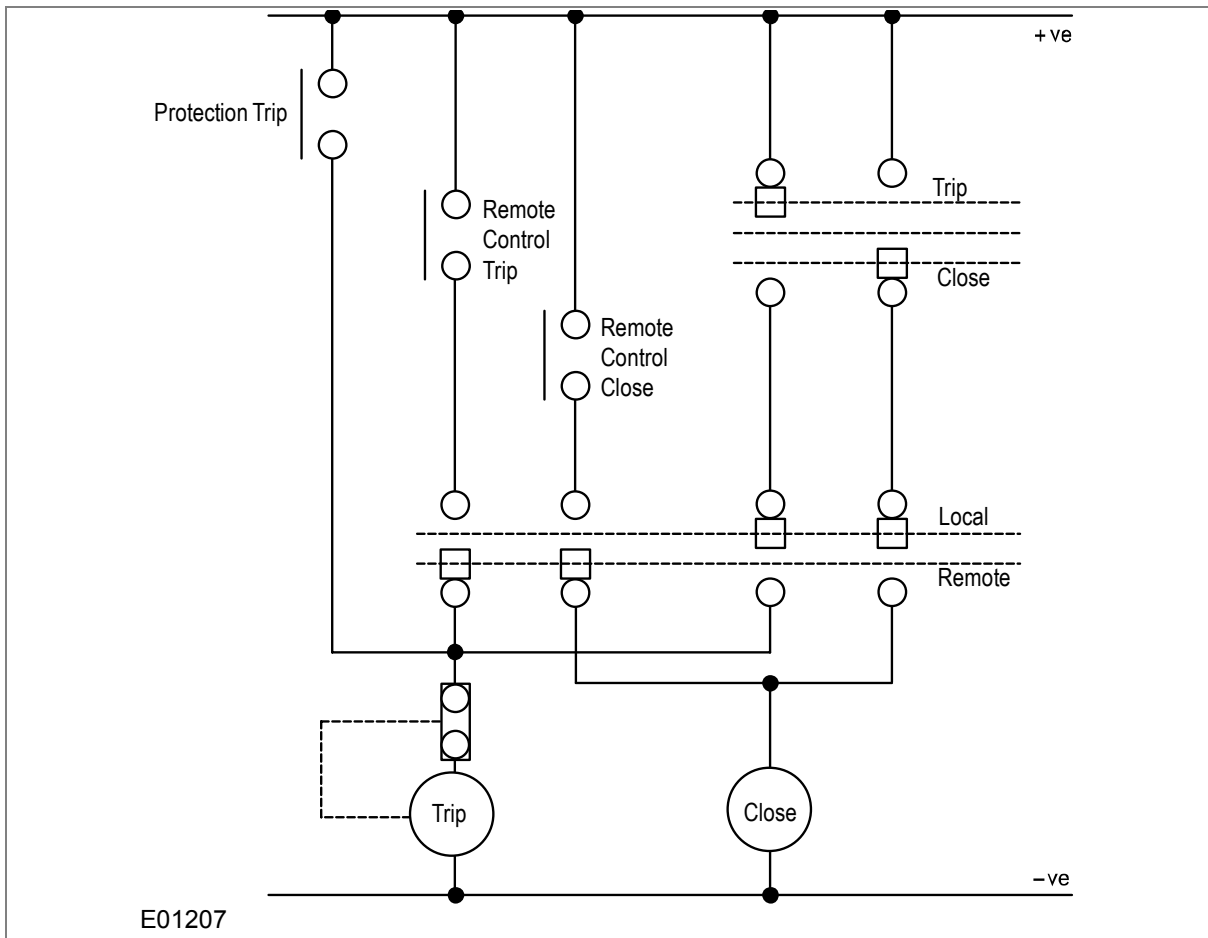 +ve
Protection Trip
Trip
Remote
Control
Trip
Close
Remote
Control
Close
Local
Remote
Trip
Close
−ve
E01207